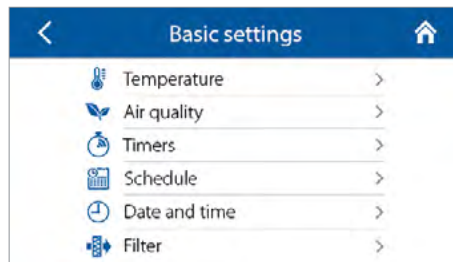 Basic settings
Temperature
Air quality
Timers
Schedule
Date and time
Filter